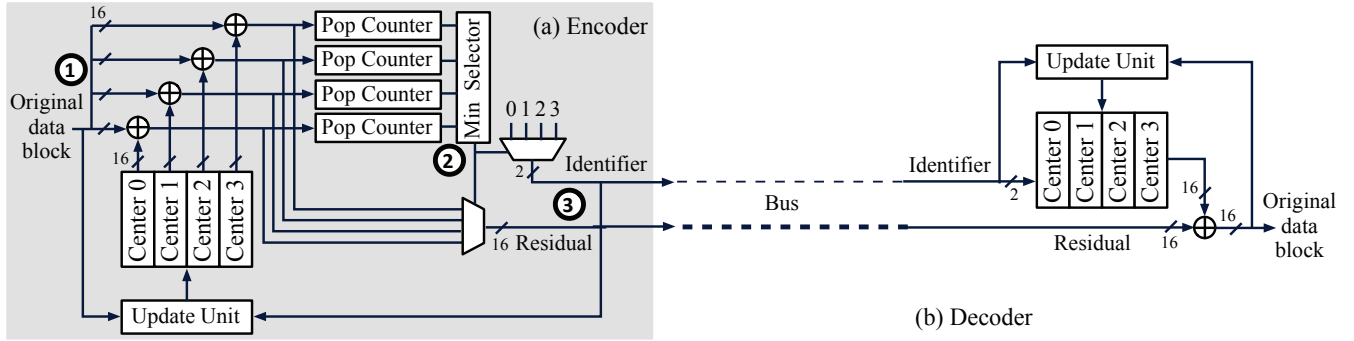 16
Pop Counter
(a) Encoder
Pop Counter
Pop Counter
Pop Counter
Min Selector
1
Original
data
block
0 1 2 3
2
2
Identifier
3
16
Center 0
Center 1
Center 2
Center 3
16
Residual
Update Unit
Bus
Update Unit
Identifier
2
Center 0
Center 1
Center 2
Center 3
16
Residual
16
16
Original
data
block
(b) Decoder